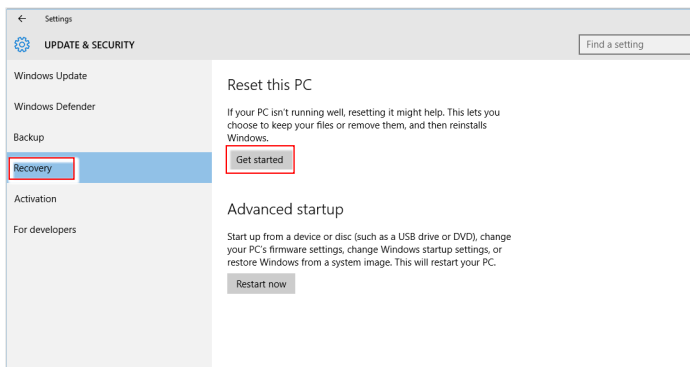 Settings
UPDATE & SECURITY
Find a setting
Windows Update
Windows Defender
Backup
Recovery
Activation
For developers
Reset this PC
If your PC isn't running well, resetting it might help. This lets you
choose to keep your files or remove them, and then reinstalls
Windows.
Get started
Advanced startup
Start up from a device or disc (such as a USB drive or DVD), change
your PC's firmware settings, change Windows startup settings, or
restore Windows from a system image. This will restart your PC.
Restart now